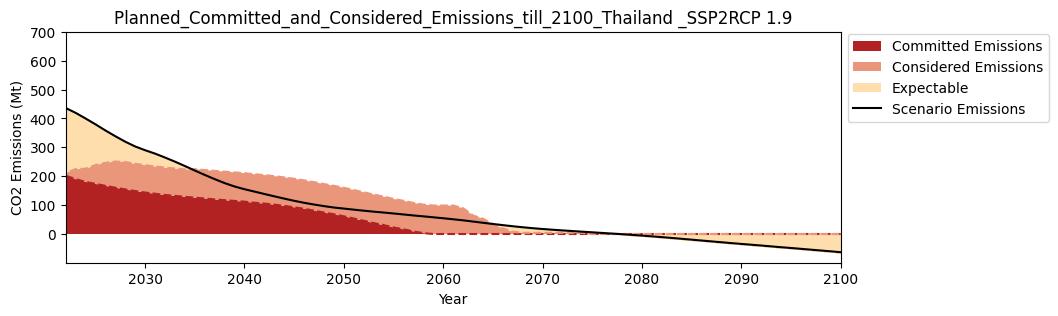 Planned_Committed_and_Considered_Emissions_till_2100_Thailand _SSP2RCP 1.9
700
600
500
400
300
200
100
0
CO2 Emissions (Mt)
2030
2040
2050
2060
2070
2080
2090
2100
Year
Committed Emissions
Considered Emissions
Expectable
Scenario Emissions